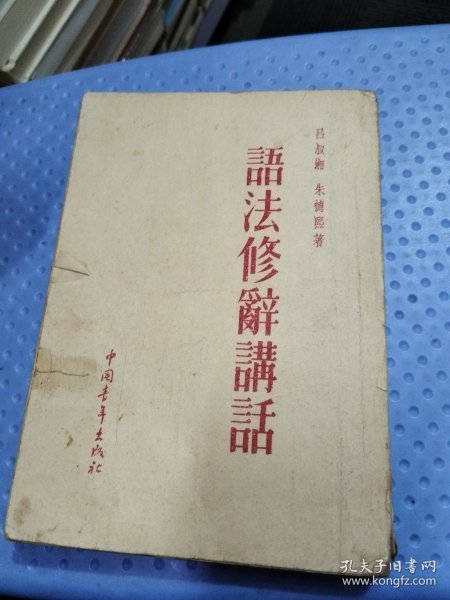 吕叔湘 朱德熙著
語法修辭講話
中国青年出版社
孔夫子旧书网
www.kongfz.com